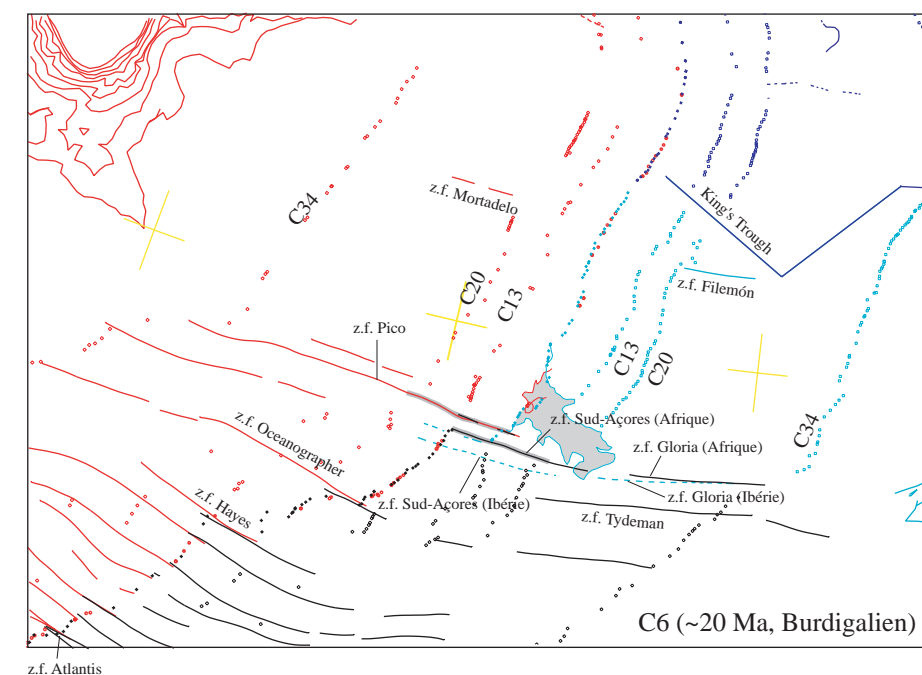 C34
z.f. Mortadelo
King's Trough
C20
C13
z.f. Filemón
z.f. Pico
C13
C20
z.f. Oceanographer
z.f. Sud-Açores (Afrique)
C34
z.f. Gloria (Afrique)
z.f. Hayes
z.f. Sud-Açores (Ibérie)
z.f. Gloria (Ibérie)
z.f. Tydeman
C6 (~20 Ma, Burdigalien)
z.f. Atlantis